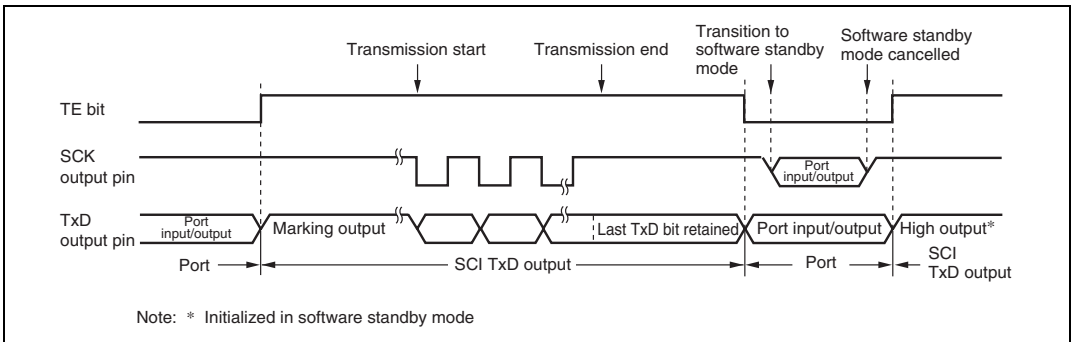 Transmission start
Transmission end
Transition to
software standby
mode
Software standby
mode cancelled
TE bit
SCK
output pin
Port
input/output
TxD
output pin
Port
input/output
Marking output
Last TxD bit retained
Port input/output
High output*
Port
SCI TxD output
Port
SCI
TxD output
Note: * Initialized in software standby mode